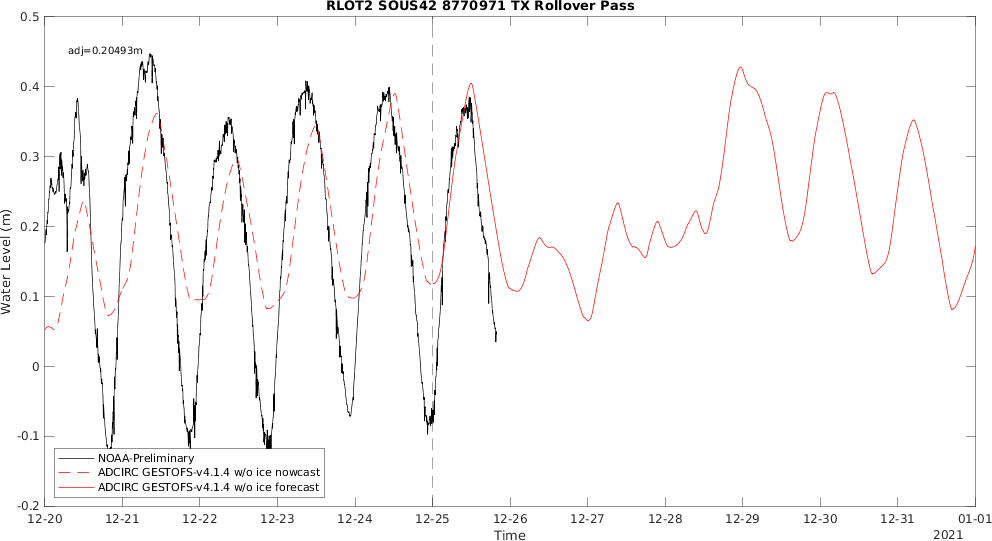 RLOT2 SOUS42 8770971 TX Rollover Pass
adj=0.20493m
Water Level (m)
0.5
0.4
0.3
0.2
0.1
0
-0.1
-0.2
NOAA-Preliminary
ADCIRC GESTOFS-v4.1.4 w/o ice nowcast
ADCIRC GESTOFS-v4.1.4 w/o ice forecast
12-20 12-21 12-22 12-23 12-24 12-25 12-26 12-27 12-28 12-29 12-30 12-31 01-01
Time
2021